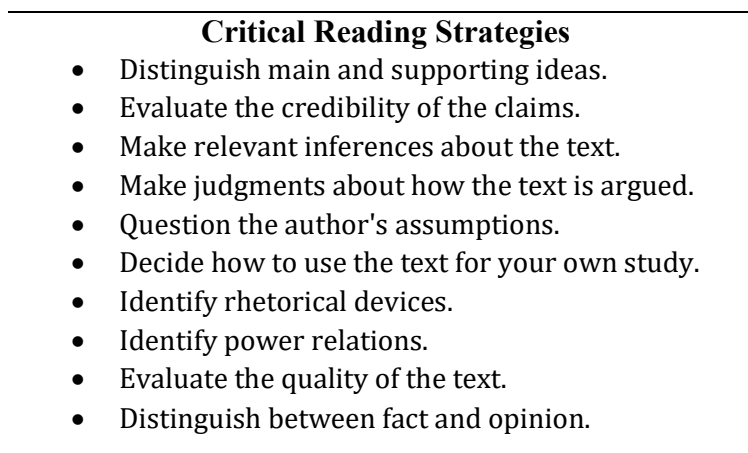 Critical Reading Strategies
• Distinguish main and supporting ideas.
• Evaluate the credibility of the claims.
• Make relevant inferences about the text.
• Make judgments about how the text is argued.
• Question the author's assumptions.
• Decide how to use the text for your own study.
• Identify rhetorical devices.
• Identify power relations.
• Evaluate the quality of the text.
• Distinguish between fact and opinion.